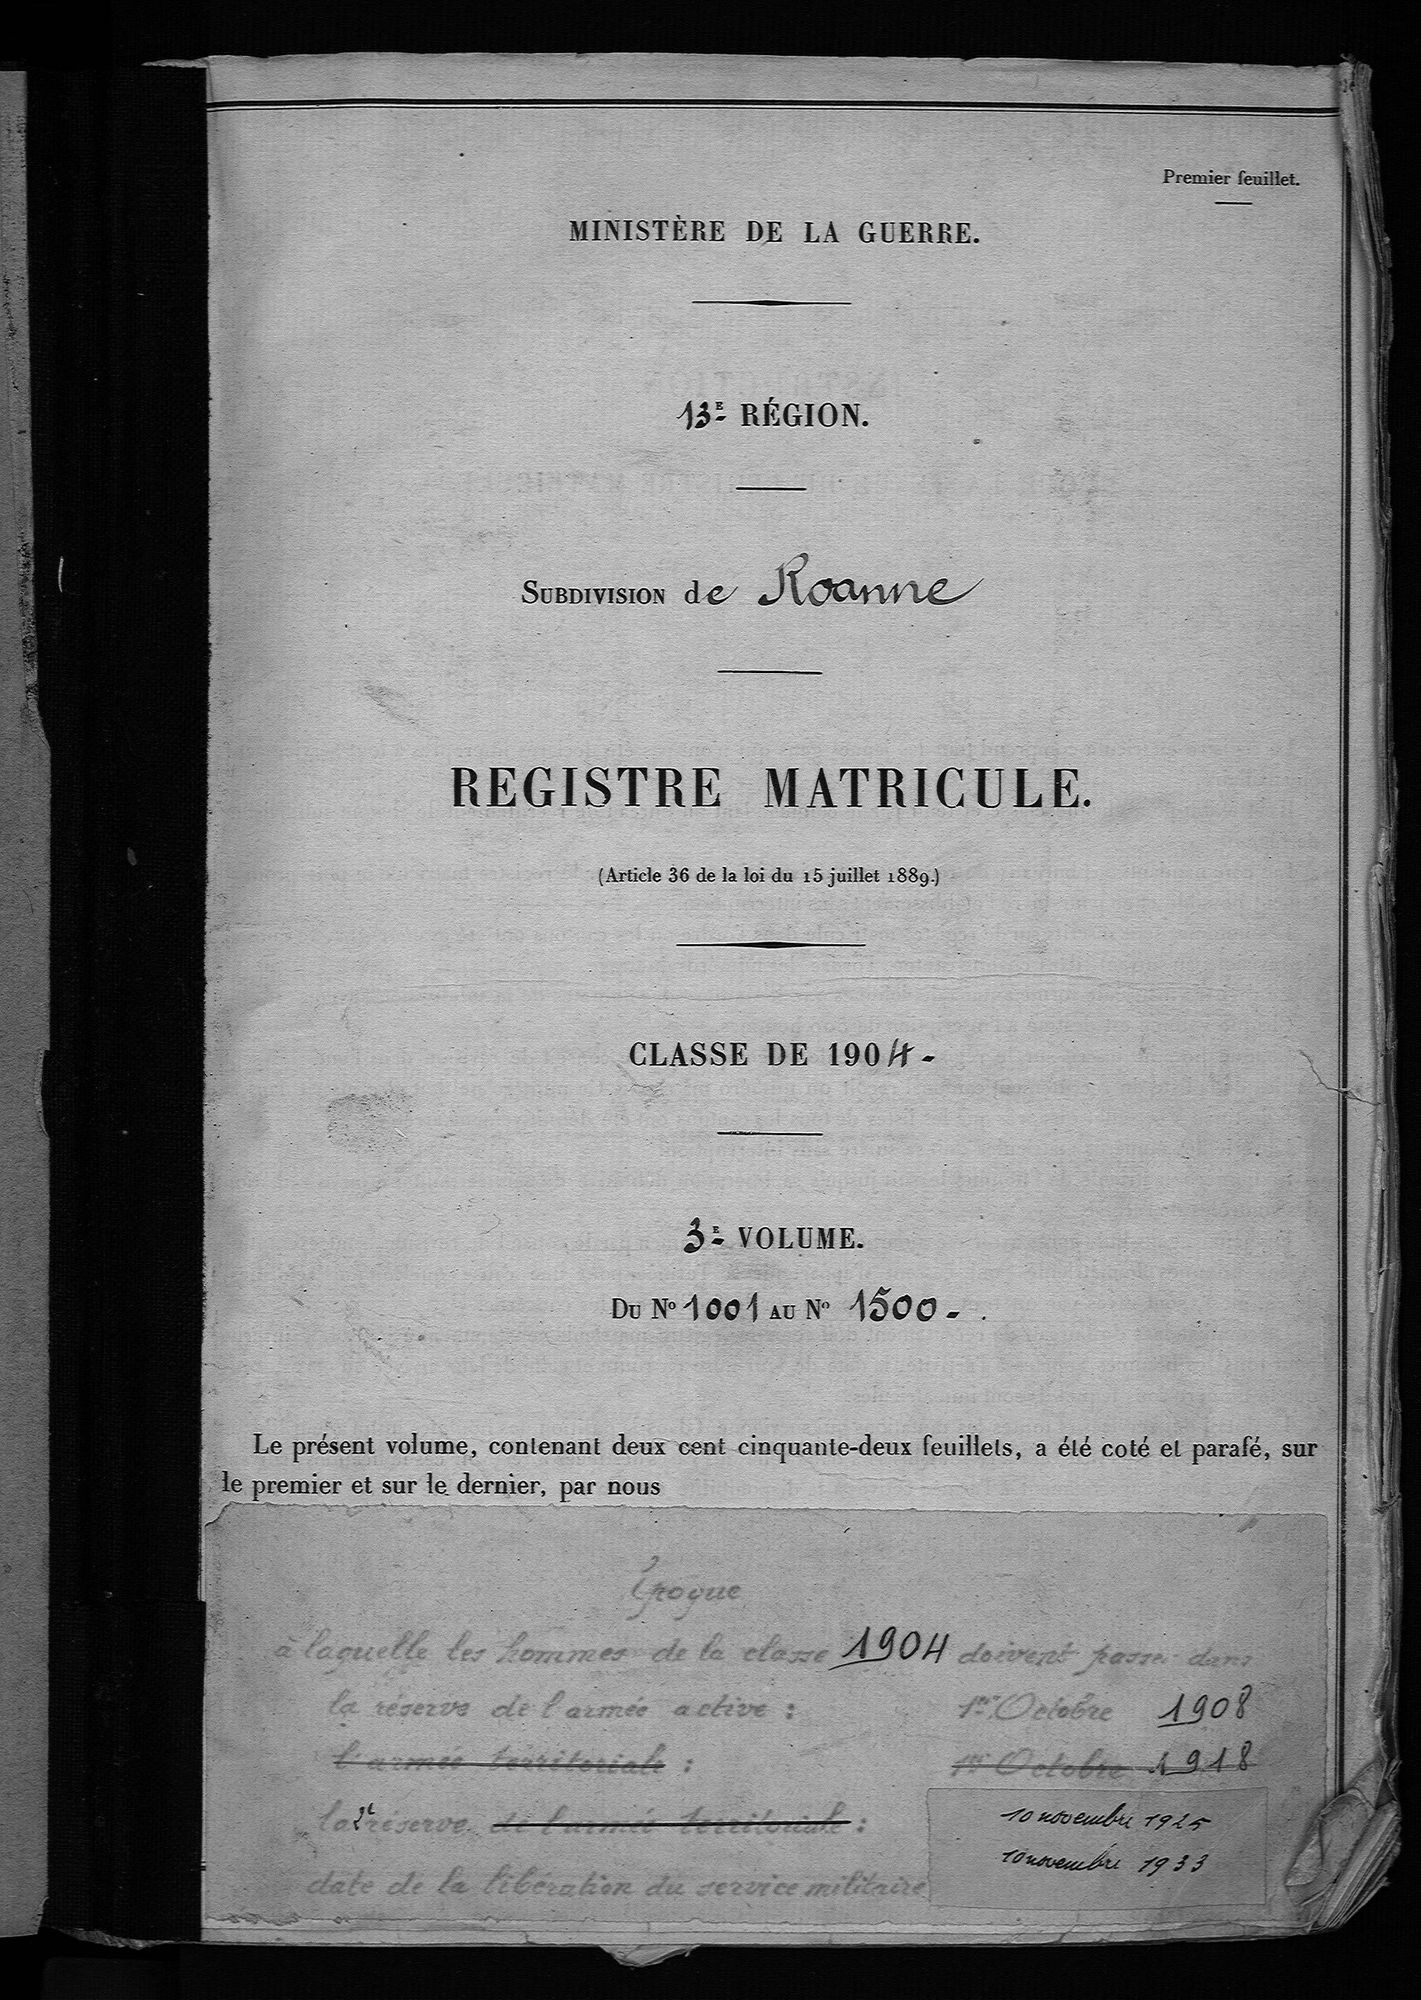 Premier feuillet.
MINISTÈRE DE LA GUERRE.
13E RÉGION.
SUBDIVISION de Roanne
REGISTRE MATRICULE.
(Article 36 de la loi du 15 juillet 1889.)
CLASSE DE 1904-
3E VOLUME.
DU No 1001 AU No 1500-.
Le présent volume, contenant deux cent cinquante-deux feuillets, a été coté et parafé, sur
le premier et sur le dernier, par nous
Époque
à laquelle les hommes de la classe 1904 doivent passer dans
la réserve de l'armée active : 1er Octobre 1908
l'armée territoriale : 1er Octobre 1918
la 2e réserve de l'armée territoriale : 10 novembre 1925
date de la libération du service militaire 10 novembre 1933